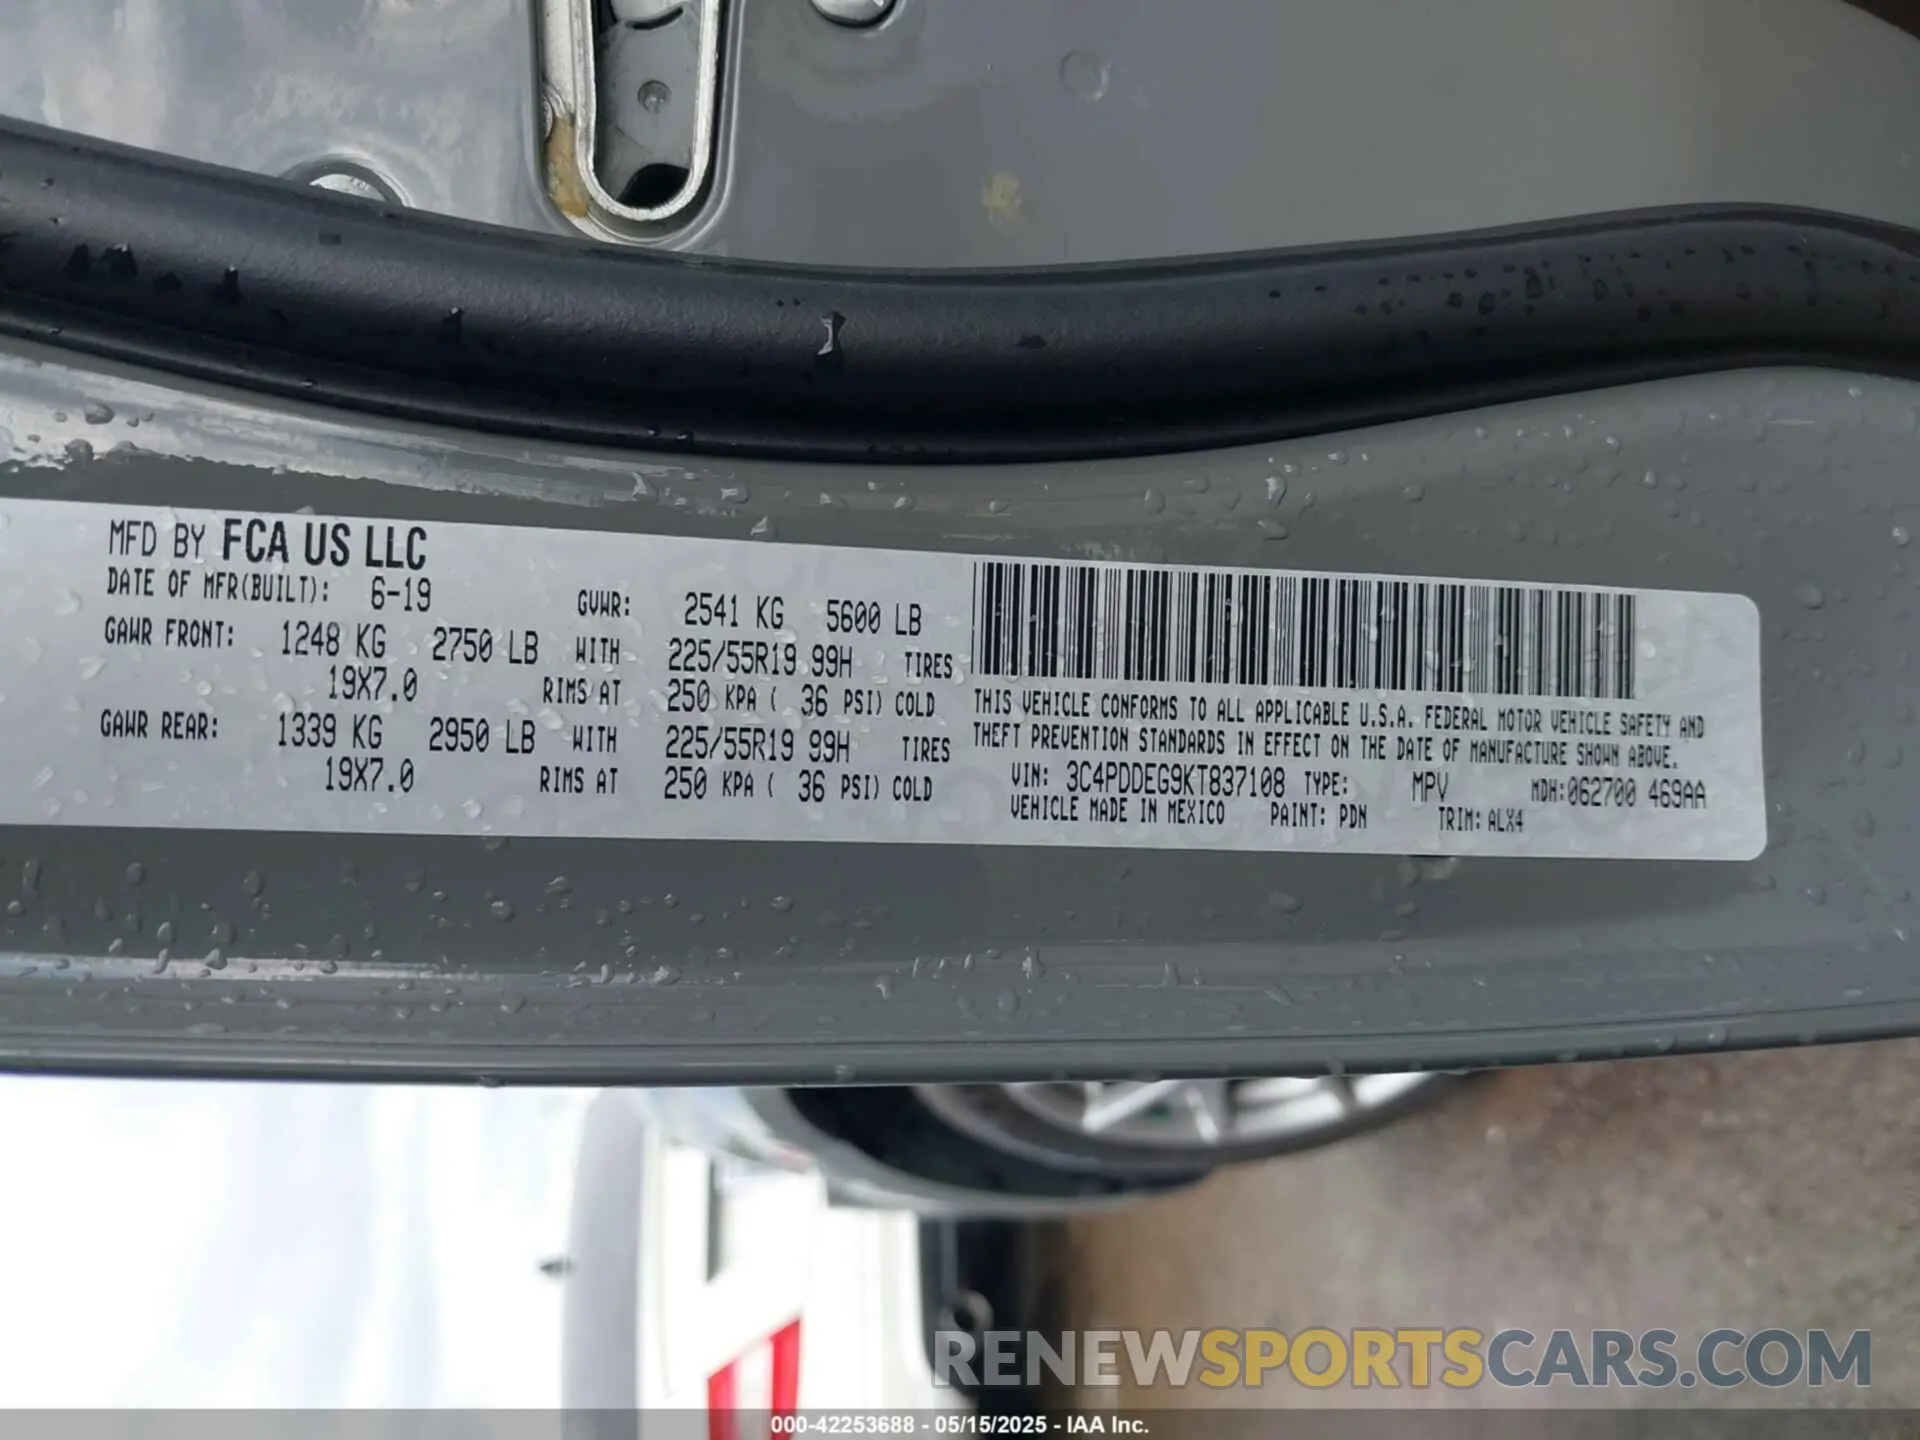 MFD BY FCA US LLC
DATE OF MFR(BUILT): 6-19 GVWR: 2541 KG 5600 LB
GAWR FRONT: 1248 KG 2750 LB WITH 225/55R19 99H TIRES
19X7.0 RIMS AT 250 KPA ( 36 PSI) COLD
GAWR REAR: 1339 KG 2950 LB WITH 225/55R19 99H TIRES
19X7.0 RIMS AT 250 KPA ( 36 PSI) COLD
THIS VEHICLE CONFORMS TO ALL APPLICABLE U.S.A. FEDERAL MOTOR VEHICLE SAFETY AND
THEFT PREVENTION STANDARDS IN EFFECT ON THE DATE OF MANUFACTURE SHOWN ABOVE.
VIN: 3C4PDDEG9KT837108 TYPE: MPV MDH:062700 469AA
VEHICLE MADE IN MEXICO PAINT: PDN TRIM: ALX4
RENEWSPORTSCARS.COM
000-42253688 - 05/15/2025 - IAA Inc.